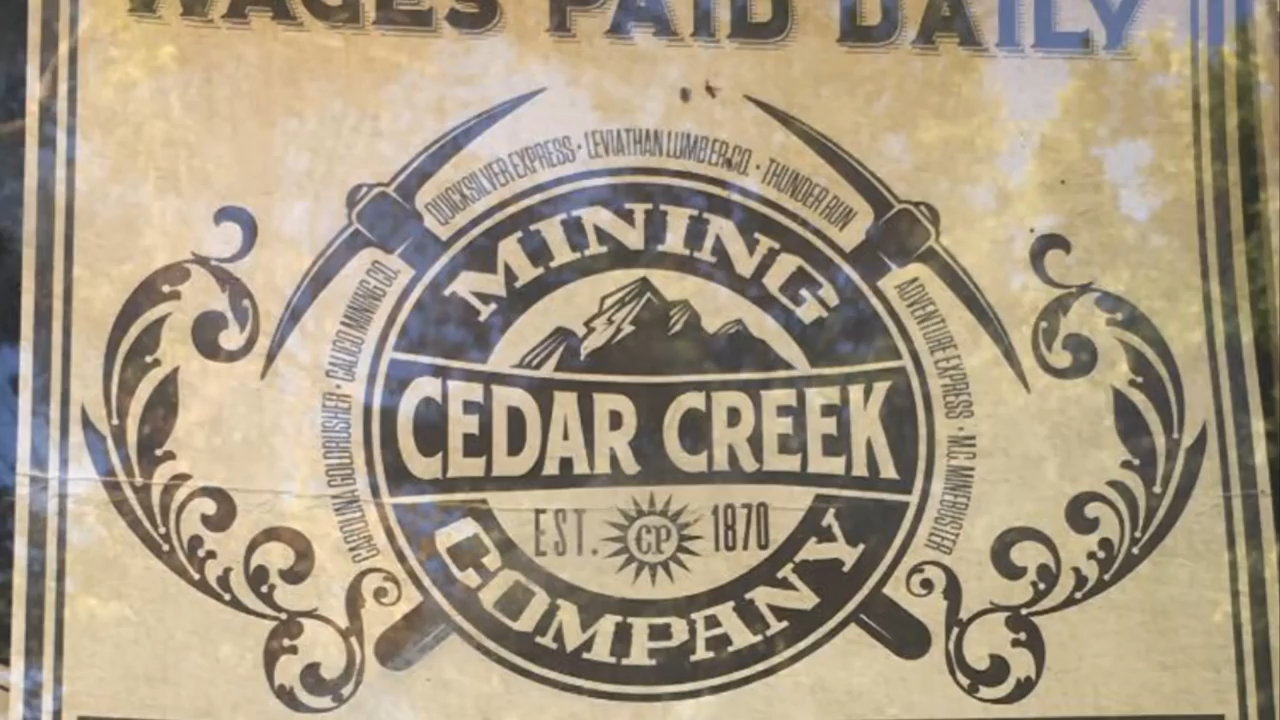 WAGES PAID DAILY
CAROLINA GOLDRUSHER · CALICO MINING CO.
QUICKSILVER EXPRESS · LEVIATHAN LUMBER CO. · THUNDER RUN
ADVENTURE EXPRESS · M.C. MINEBUSTER
MINING
CEDAR CREEK
EST. CP 1870
COMPANY